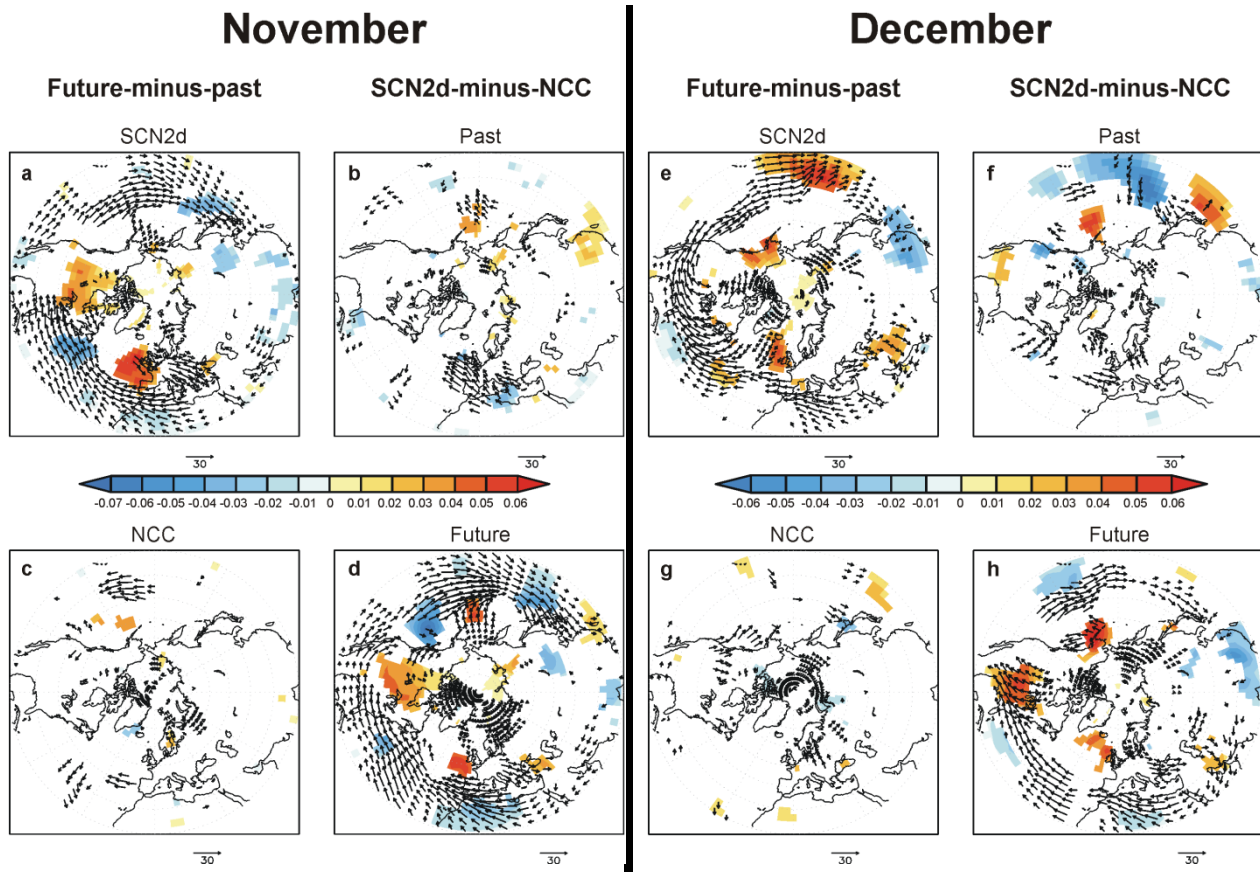 November
December
Future-minus-past
SCN2d-minus-NCC
Future-minus-past
SCN2d-minus-NCC
SCN2d
Past
SCN2d
Past
a
b
e
f
30
30
30
30
-0.07 -0.06 -0.05 -0.04 -0.03 -0.02 -0.01 0 0.01 0.02 0.03 0.04 0.05 0.06
-0.06 -0.05 -0.04 -0.03 -0.02 -0.01 0 0.01 0.02 0.03 0.04 0.05 0.06
NCC
Future
NCC
Future
c
d
g
h
30
30
30
30